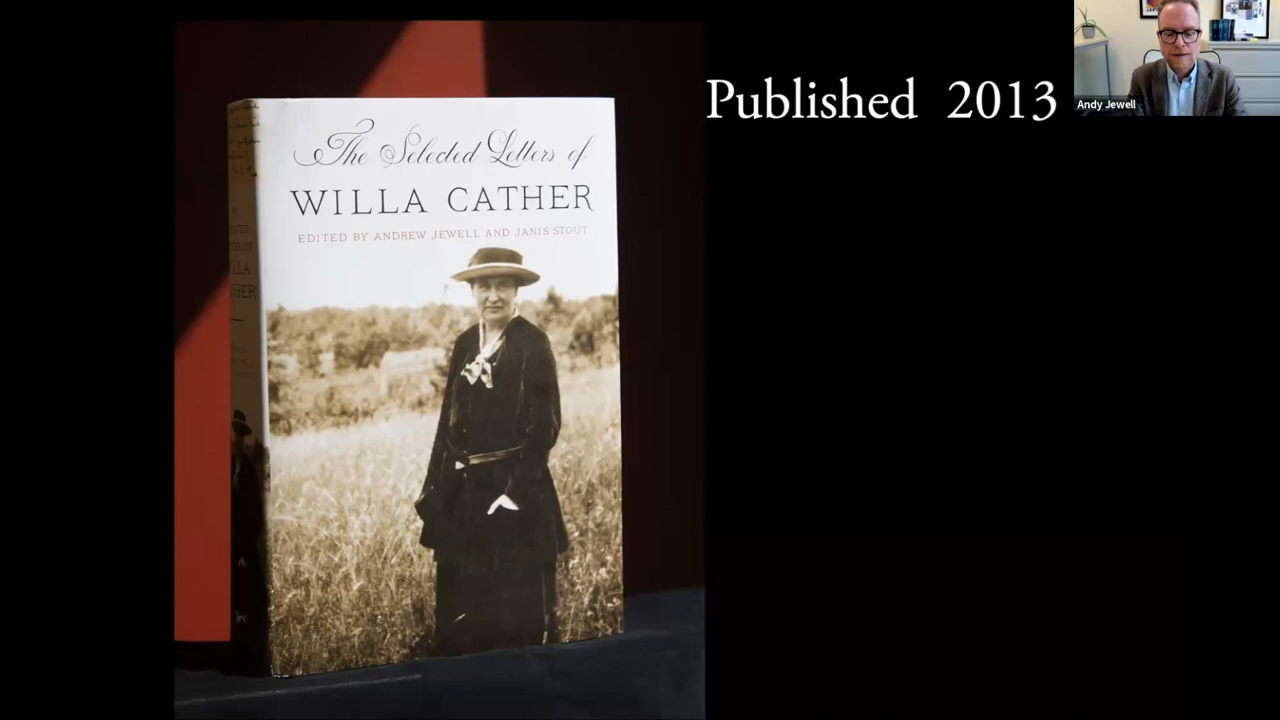 The Selected Letters of
WILLA CATHER
EDITED BY ANDREW JEWELL AND JANIS STOUT
Published 2013
Andy Jewell